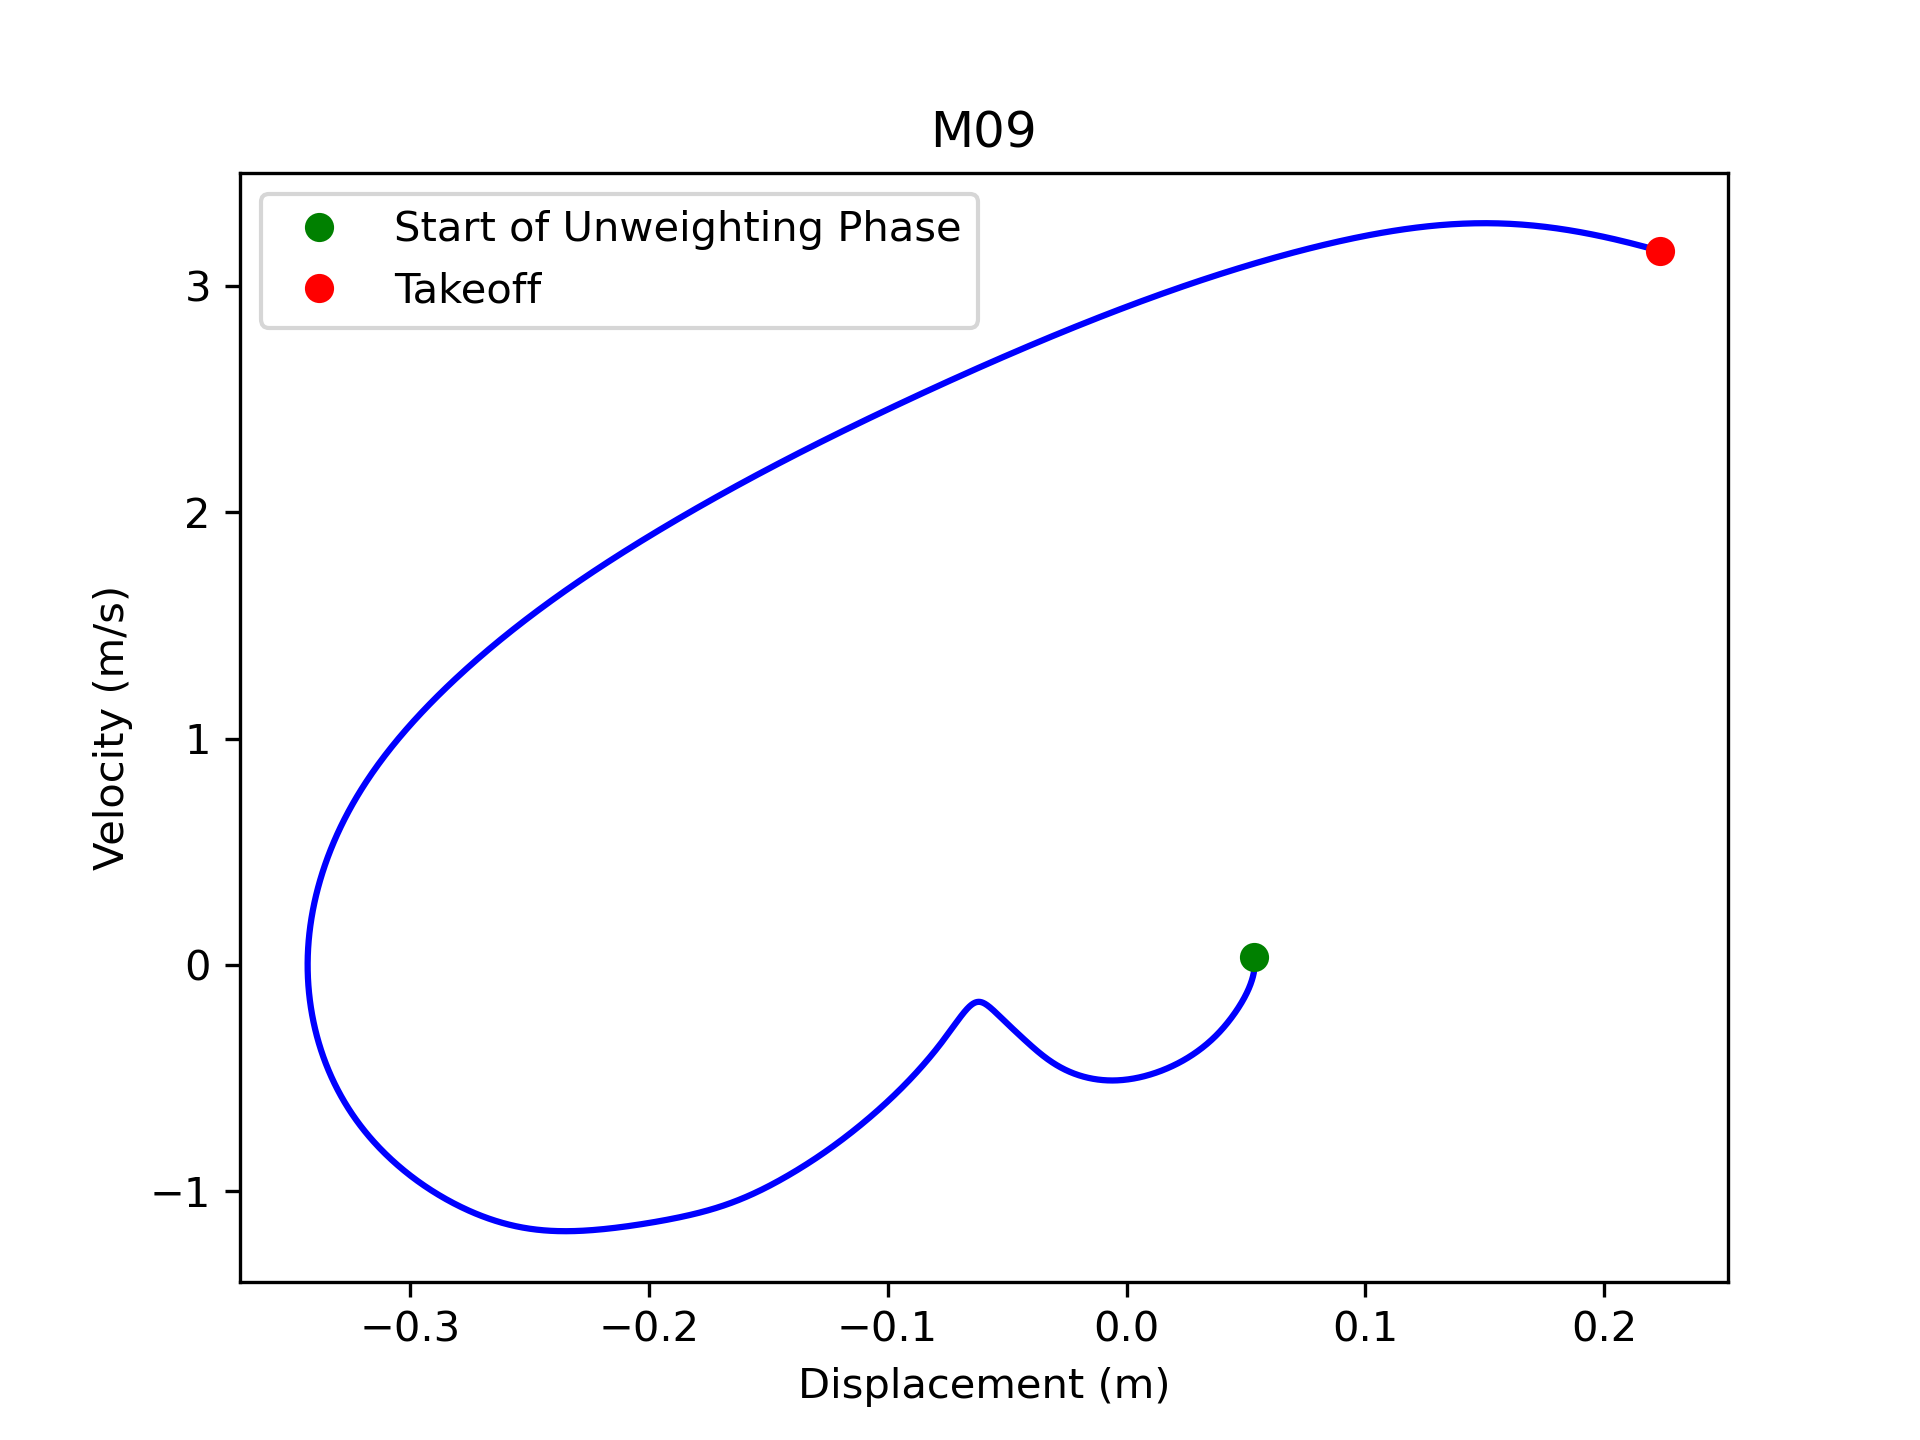 M09
Start of Unweighting Phase
Takeoff
Velocity (m/s)
3
2
1
0
−1
−0.3 −0.2 −0.1 0.0 0.1 0.2
Displacement (m)